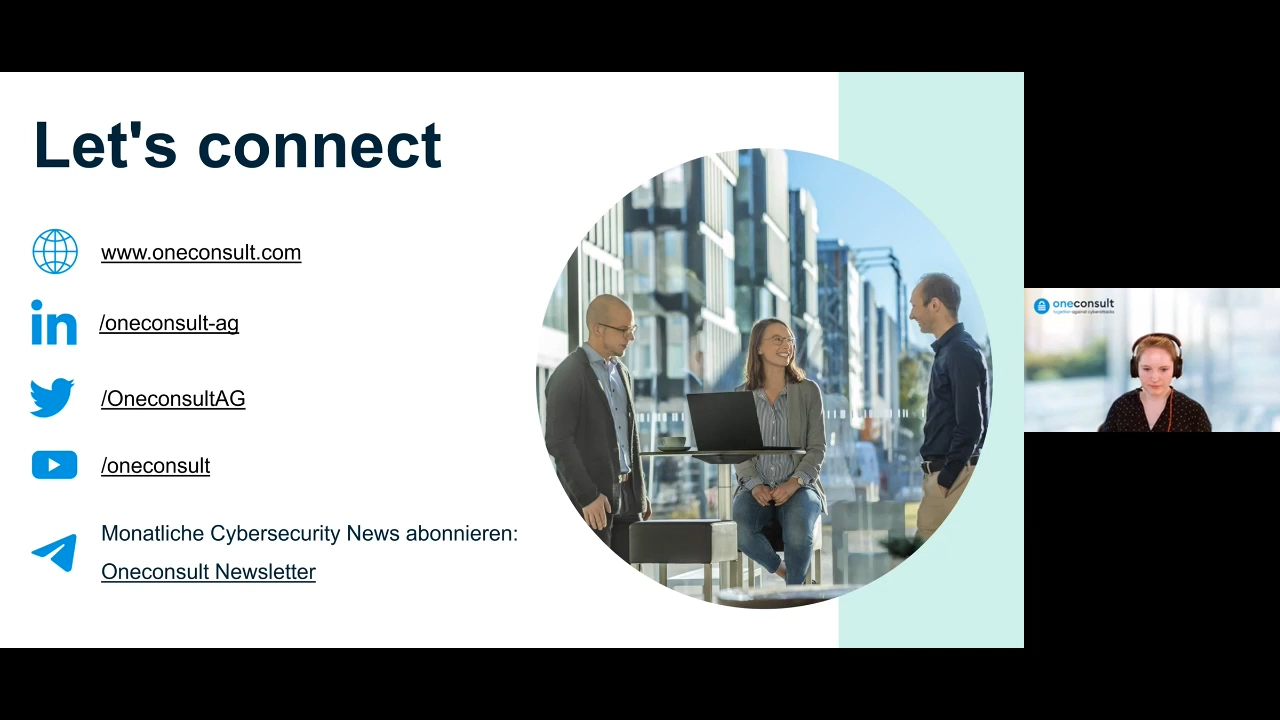 Let's connect
www.oneconsult.com
in
/oneconsult-ag
/OneconsultAG
/oneconsult
Monatliche Cybersecurity News abonnieren:
Oneconsult Newsletter
oneconsult
together against cyberattacks